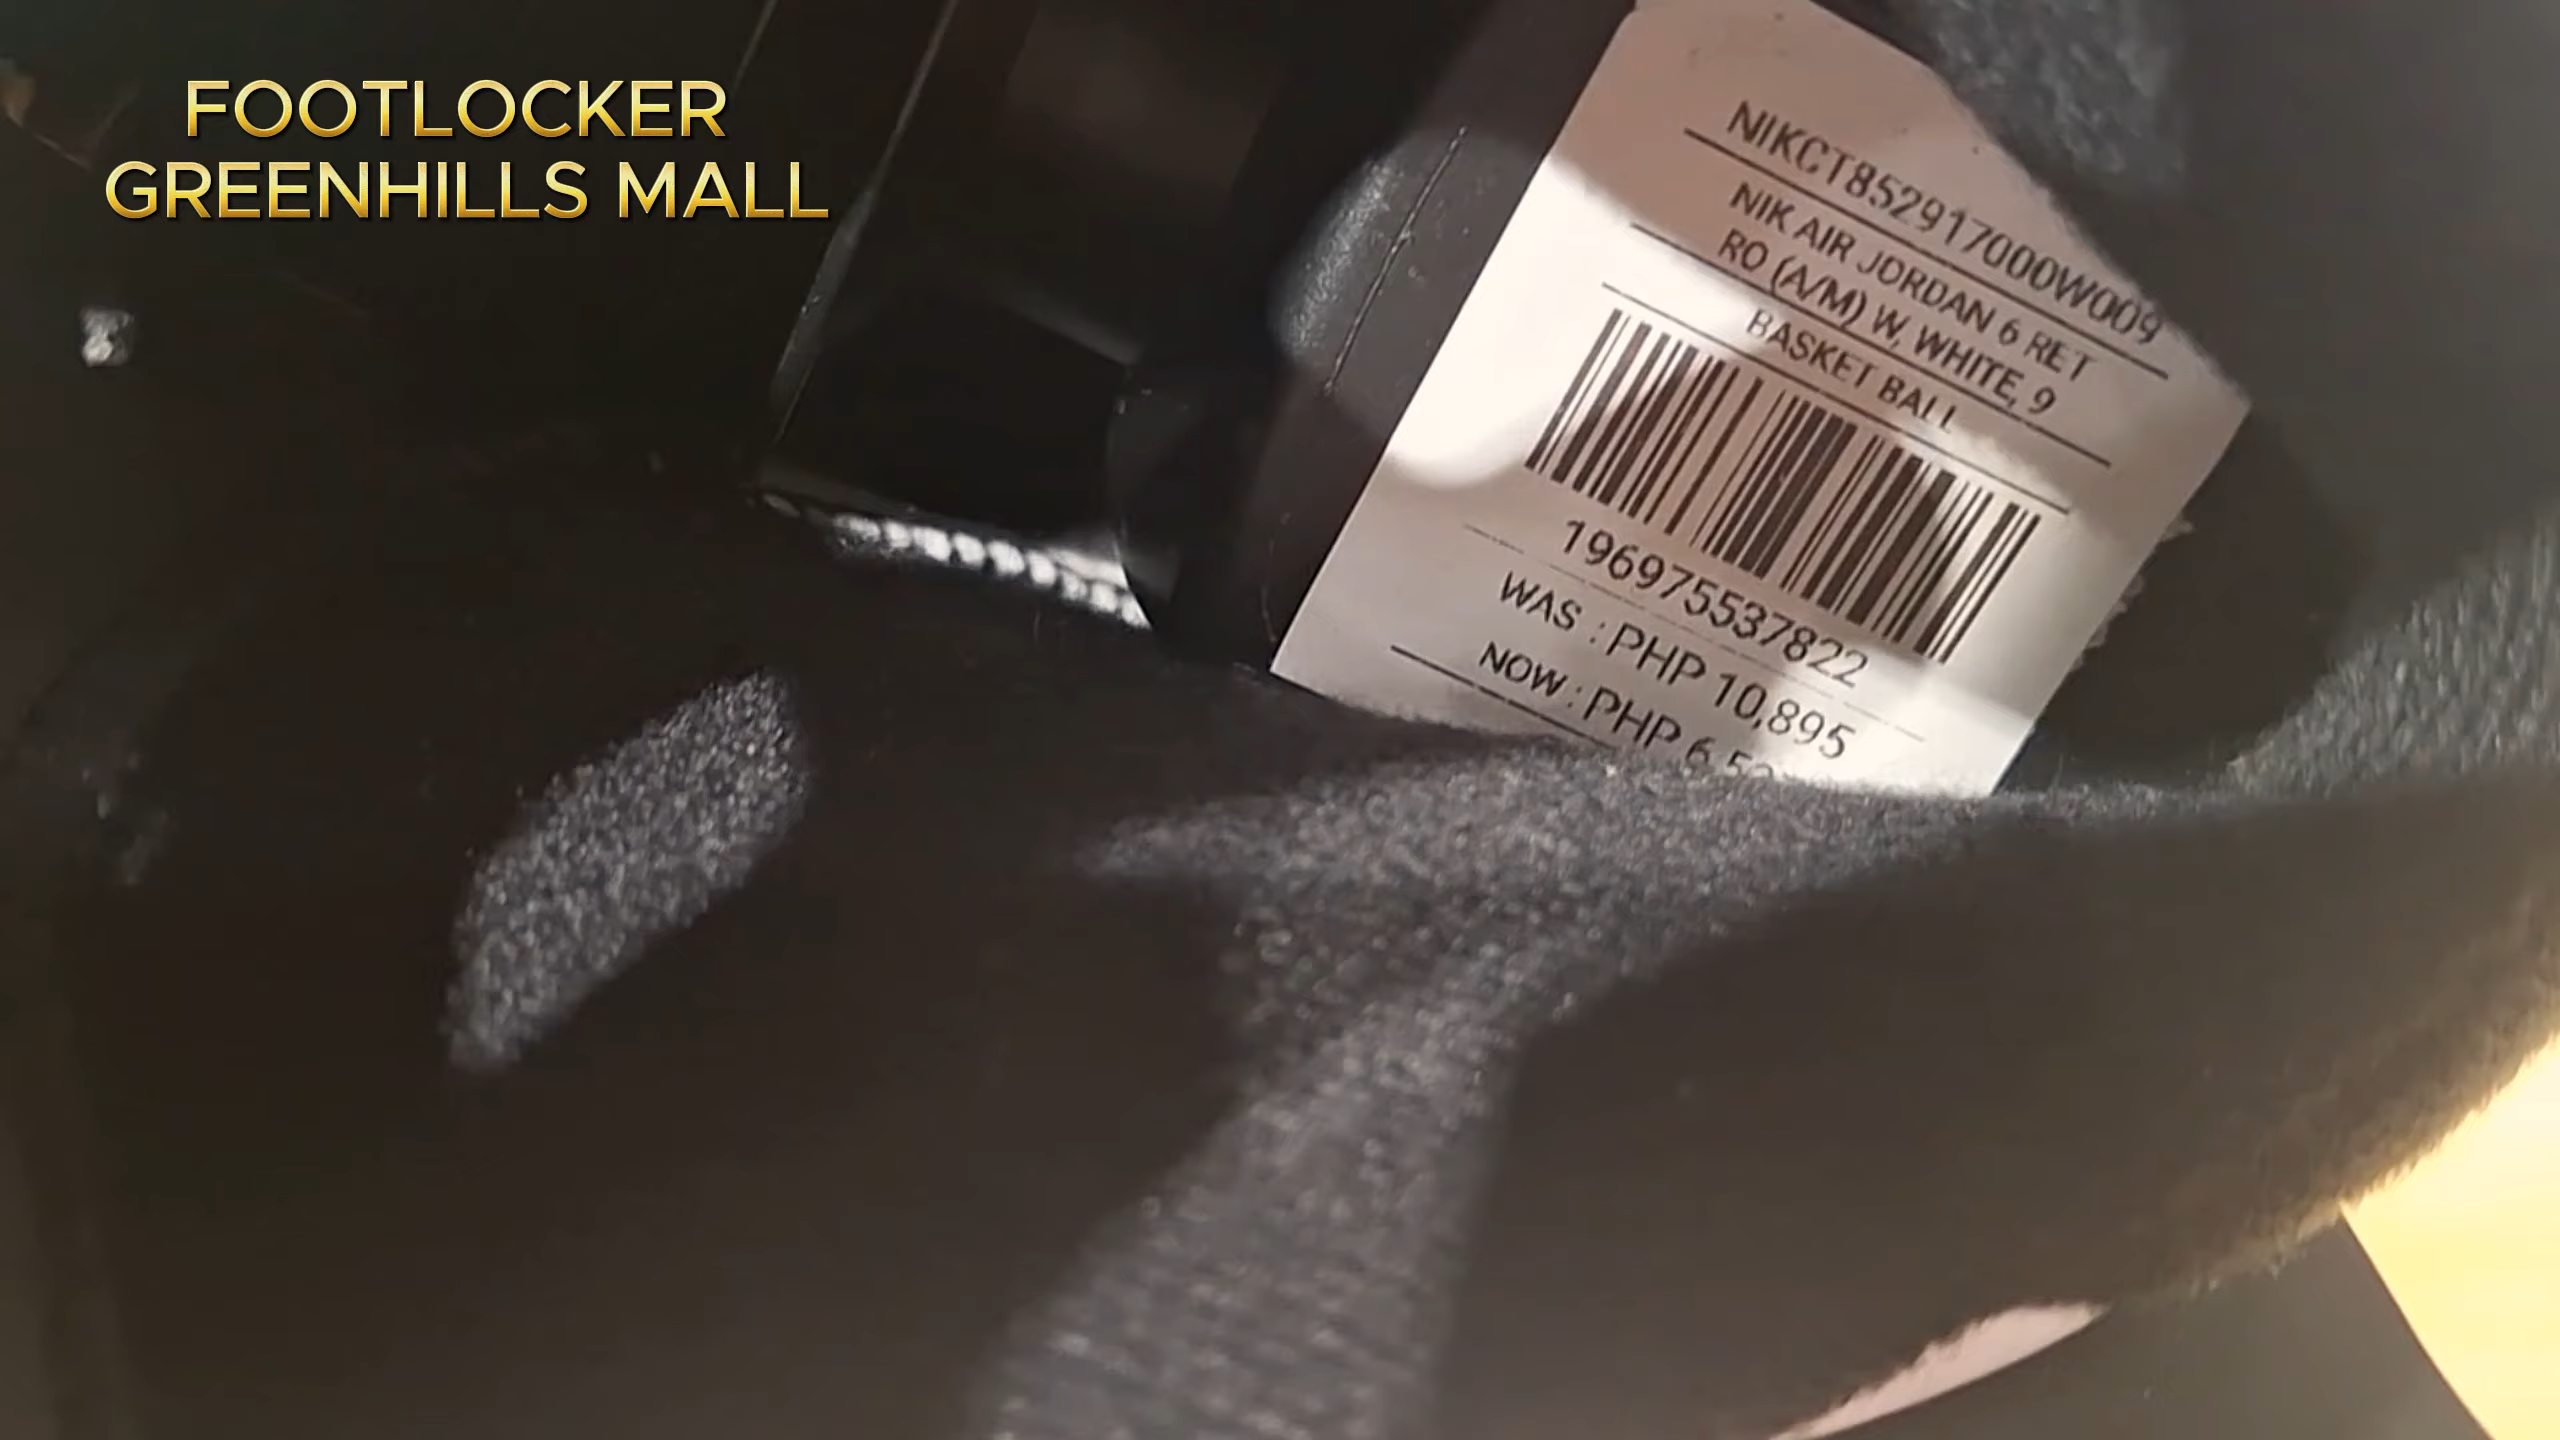 FOOTLOCKER
GREENHILLS MALL
NIKCT852917000W009
NIK AIR JORDAN 6 RET
RO (A/M) W, WHITE, 9
BASKET BALL
196975537822
WAS : PHP 10,895
NOW : PHP